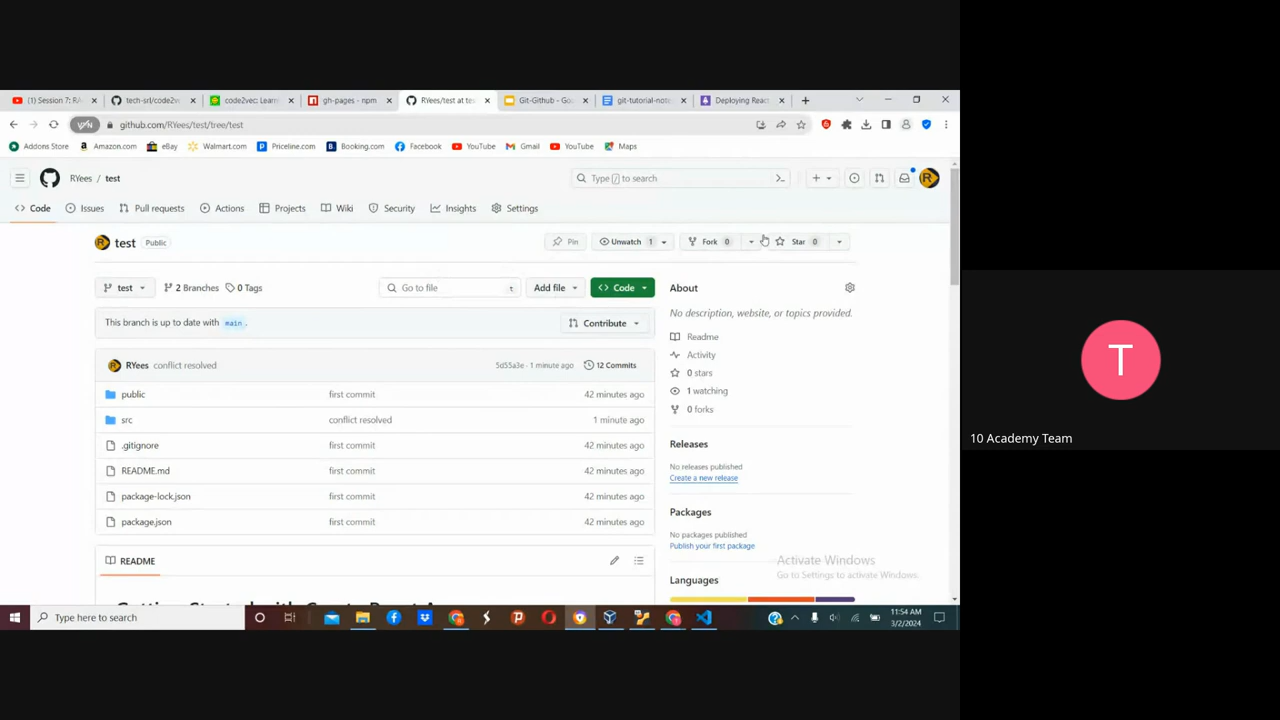 (1) Session 7: RA
tech-srl/code2v
code2vec: Learn
gh-pages - npm
RYees/test at te
Git-Github - Go
git-tutorial-note
Deploying React
github.com/RYees/test/tree/test
Addons Store
Amazon.com
eBay
Walmart.com
Priceline.com
Booking.com
Facebook
YouTube
Gmail
YouTube
Maps
RYees / test
Type / to search
Code
Issues
Pull requests
Actions
Projects
Wiki
Security
Insights
Settings
test Public
Pin
Unwatch 1
Fork 0
Star 0
test
2 Branches
0 Tags
Go to file t
Add file
Code
About
No description, website, or topics provided.
This branch is up to date with main .
Contribute
Readme
Activity
0 stars
1 watching
0 forks
RYees conflict resolved
5d55a3e · 1 minute ago
12 Commits
public first commit 42 minutes ago
src conflict resolved 1 minute ago
.gitignore first commit 42 minutes ago
README.md first commit 42 minutes ago
package-lock.json first commit 42 minutes ago
package.json first commit 42 minutes ago
Releases
No releases published
Create a new release
Packages
No packages published
Publish your first package
Languages
README
Activate Windows
Go to Settings to activate Windows.
Type here to search
11:54 AM
3/2/2024
T
10 Academy Team